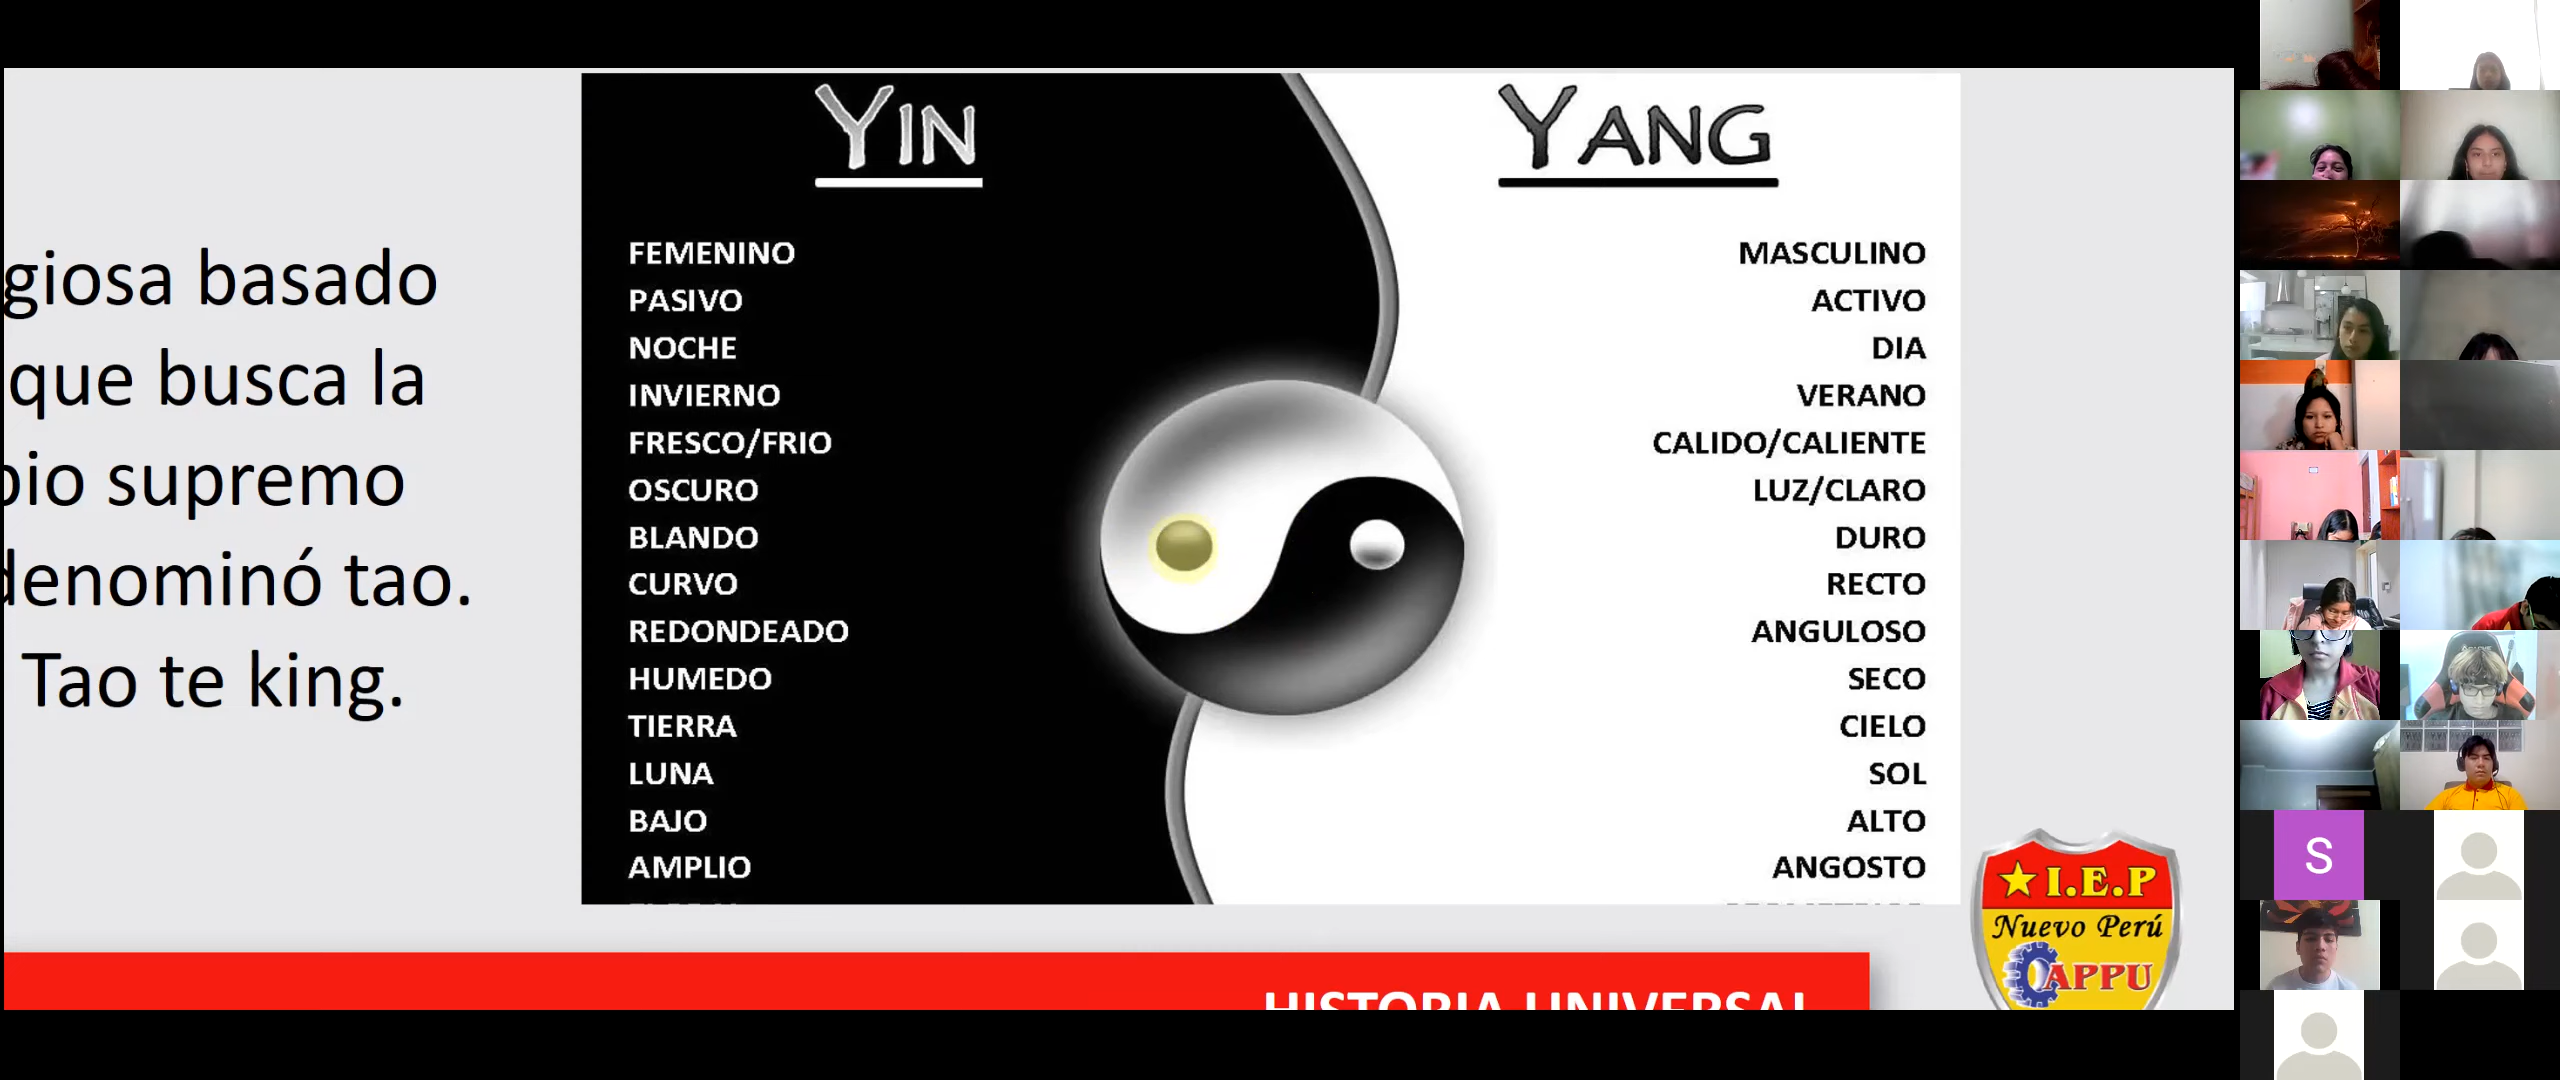 giosa basado
que busca la
pio supremo
denominó tao.
Tao te king.
YIN
FEMENINO
PASIVO
NOCHE
INVIERNO
FRESCO/FRIO
OSCURO
BLANDO
CURVO
REDONDEADO
HUMEDO
TIERRA
LUNA
BAJO
AMPLIO
YANG
MASCULINO
ACTIVO
DIA
VERANO
CALIDO/CALIENTE
LUZ/CLARO
DURO
RECTO
ANGULOSO
SECO
CIELO
SOL
ALTO
ANGOSTO
HISTORIA UNIVERSAL
I.E.P
Nuevo Perú
CAPPU
S